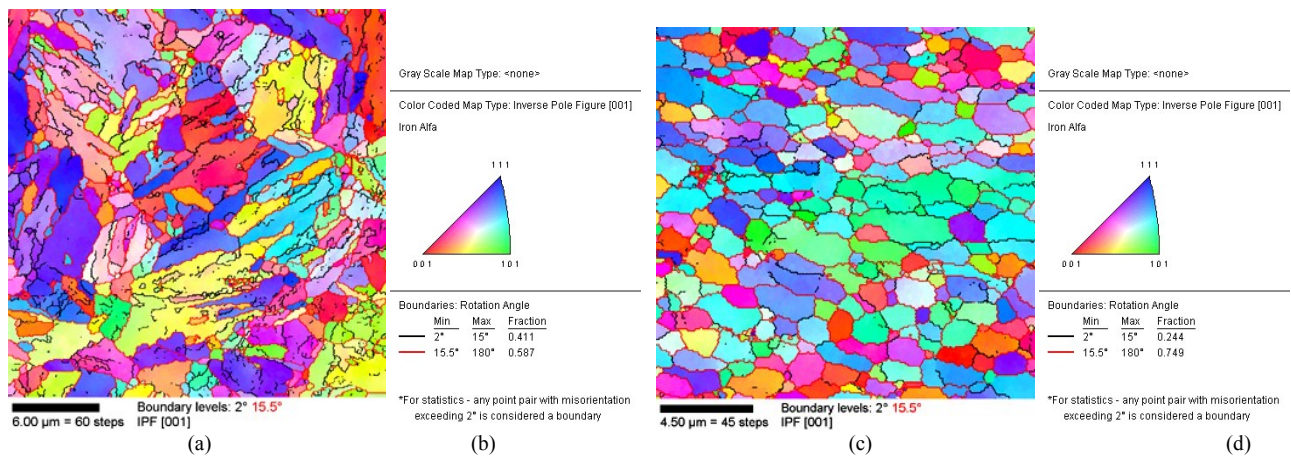 Gray Scale Map Type: <none>
Color Coded Map Type: Inverse Pole Figure [001]
Iron Alfa
1 1 1
0 0 1
1 0 1
Boundaries: Rotation Angle
Min Max Fraction
2° 15° 0.411
15.5° 180° 0.587
*For statistics - any point pair with misorientation
exceeding 2° is considered a boundary
Boundary levels: 2° 15.5°
6.00 µm = 60 steps IPF [001]
(a)
(b)
Gray Scale Map Type: <none>
Color Coded Map Type: Inverse Pole Figure [001]
Iron Alfa
1 1 1
0 0 1
1 0 1
Boundaries: Rotation Angle
Min Max Fraction
2° 15° 0.244
15.5° 180° 0.749
*For statistics - any point pair with misorientation
exceeding 2° is considered a boundary
Boundary levels: 2° 15.5°
4.50 µm = 45 steps IPF [001]
(c)
(d)